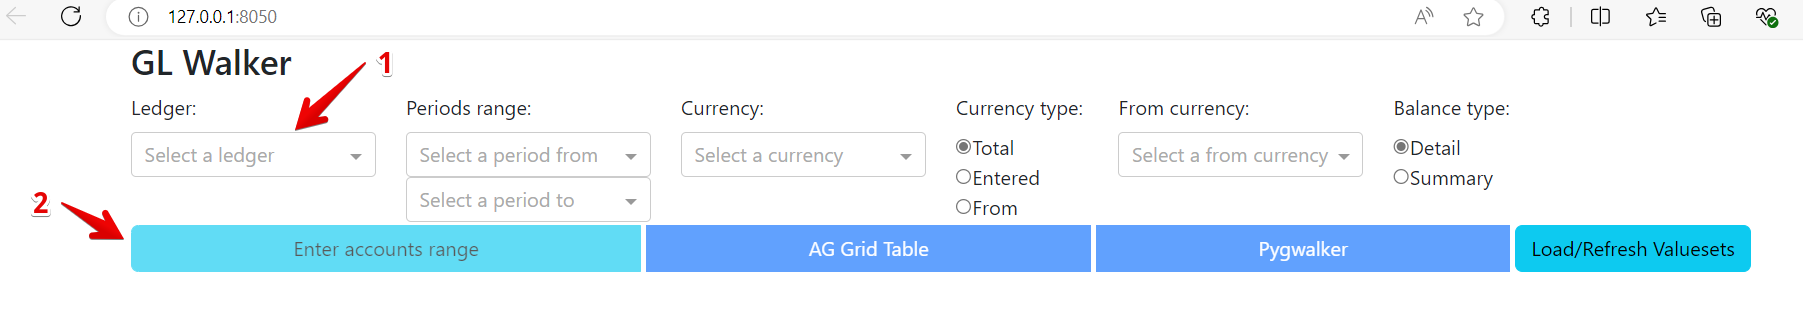 127.0.0.1:8050
GL Walker
1
Ledger:
Periods range:
Currency:
Currency type:
From currency:
Balance type:
Select a ledger
Select a period from
Select a currency
Total
Select a from currency
Detail
Entered
Summary
2
Select a period to
From
Enter accounts range
AG Grid Table
Pygwalker
Load/Refresh Valuesets